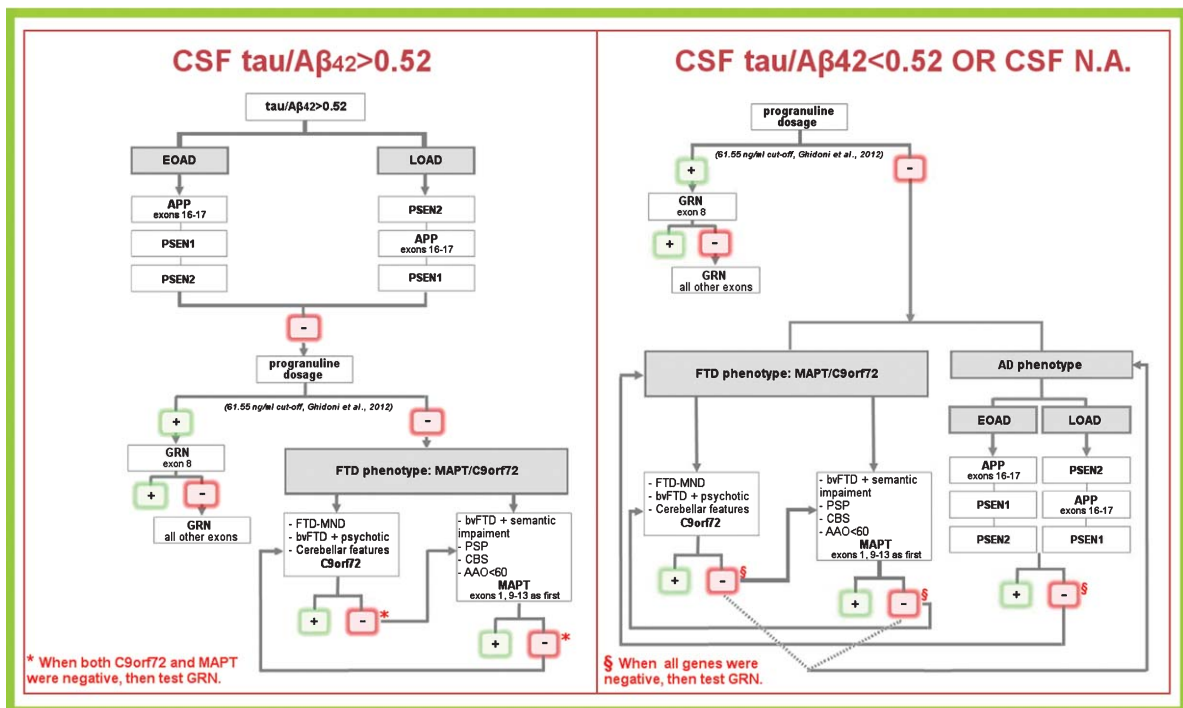 CSF tau/Aβ42>0.52
tau/Aβ42>0.52
EOAD
LOAD
APP
exons 16-17
PSEN2
PSEN1
APP
exons 16-17
PSEN2
PSEN1
-
progranuline
dosage
(61.55 ng/ml cut-off, Ghidoni et al., 2012)
+
-
GRN
exon 8
+
-
GRN
all other exons
FTD phenotype: MAPT/C9orf72
- FTD-MND
- bvFTD + psychotic
- Cerebellar features
C9orf72
+
- *
- bvFTD + semantic
impaiment
- PSP
- CBS
- AAO<60
MAPT
exons 1, 9-13 as first
+
- *
* When both C9orf72 and MAPT
were negative, then test GRN.
CSF tau/Aβ42<0.52 OR CSF N.A.
progranuline
dosage
(61.55 ng/ml cut-off, Ghidoni et al., 2012)
+
-
GRN
exon 8
+
-
GRN
all other exons
FTD phenotype: MAPT/C9orf72
- FTD-MND
- bvFTD + psychotic
- Cerebellar features
C9orf72
+
- §
- bvFTD + semantic
impaiment
- PSP
- CBS
- AAO<60
MAPT
exons 1, 9-13 as first
+
- §
AD phenotype
EOAD
LOAD
APP
exons 16-17
PSEN2
PSEN1
APP
exons 16-17
PSEN2
PSEN1
+
- §
§ When all genes were
negative, then test GRN.